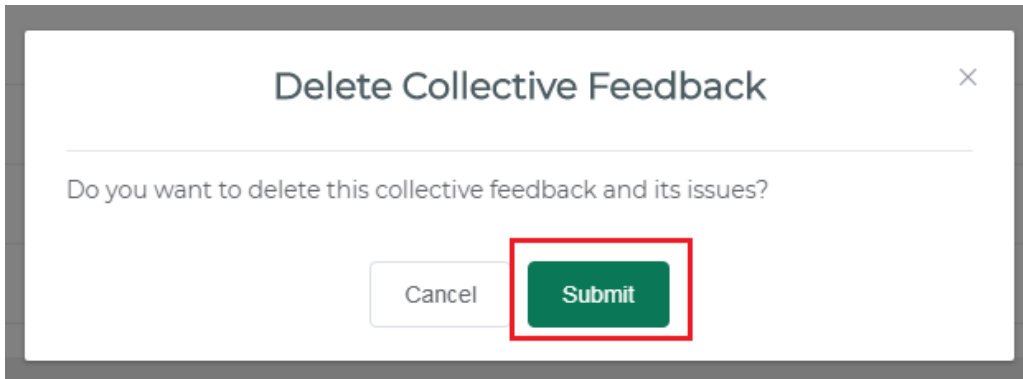 Delete Collective Feedback
Do you want to delete this collective feedback and its issues?
Cancel Submit